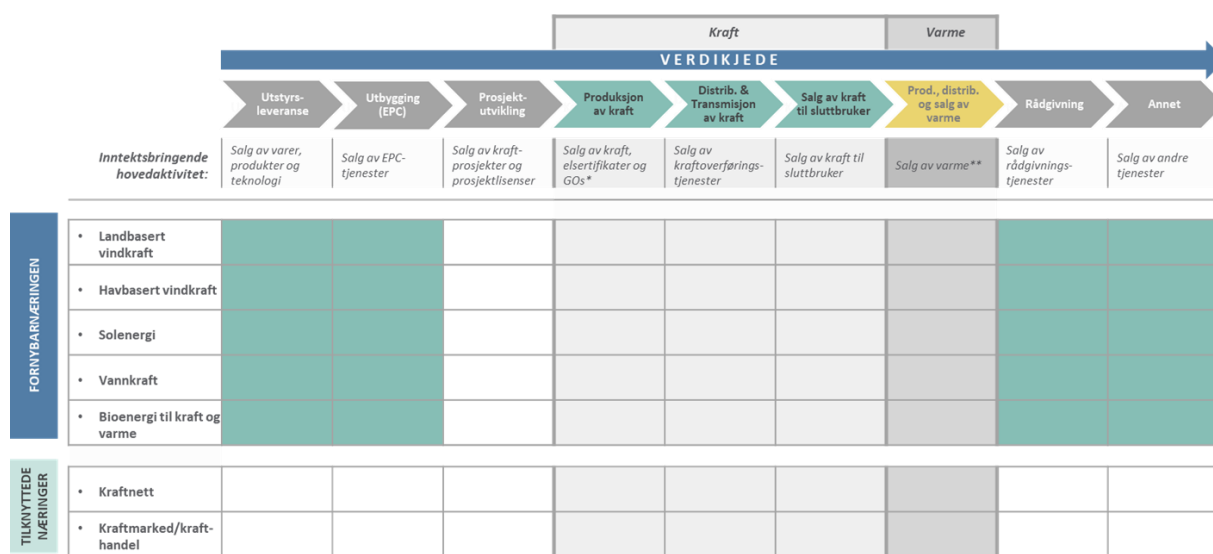 Kraft
Varme
VERDIKJEDE
Utstyrs-
leveranse
Utbygging
(EPC)
Prosjekt-
utvikling
Produksjon
av kraft
Distrib. &
Transmisjon
av kraft
Salg av kraft
til sluttbruker
Prod., distrib.
og salg av
varme
Rådgivning
Annet
Inntektsbringende
hovedaktivitet:
Salg av varer,
produkter og
teknologi
Salg av EPC-
tjenester
Salg av kraft-
prosjekter og
prosjektlisenser
Salg av kraft,
elsertifikater og
GOs*
Salg av
kraftoverførings-
tjenester
Salg av kraft til
sluttbruker
Salg av varme**
Salg av
rådgivnings-
tjenester
Salg av andre
tjenester
FORNYBARNÆRINGEN
• Landbasert
vindkraft
• Havbasert vindkraft
• Solenergi
• Vannkraft
• Bioenergi til kraft og
varme
TILKNYTTEDE
NÆRINGER
• Kraftnett
• Kraftmarked/kraft-
handel